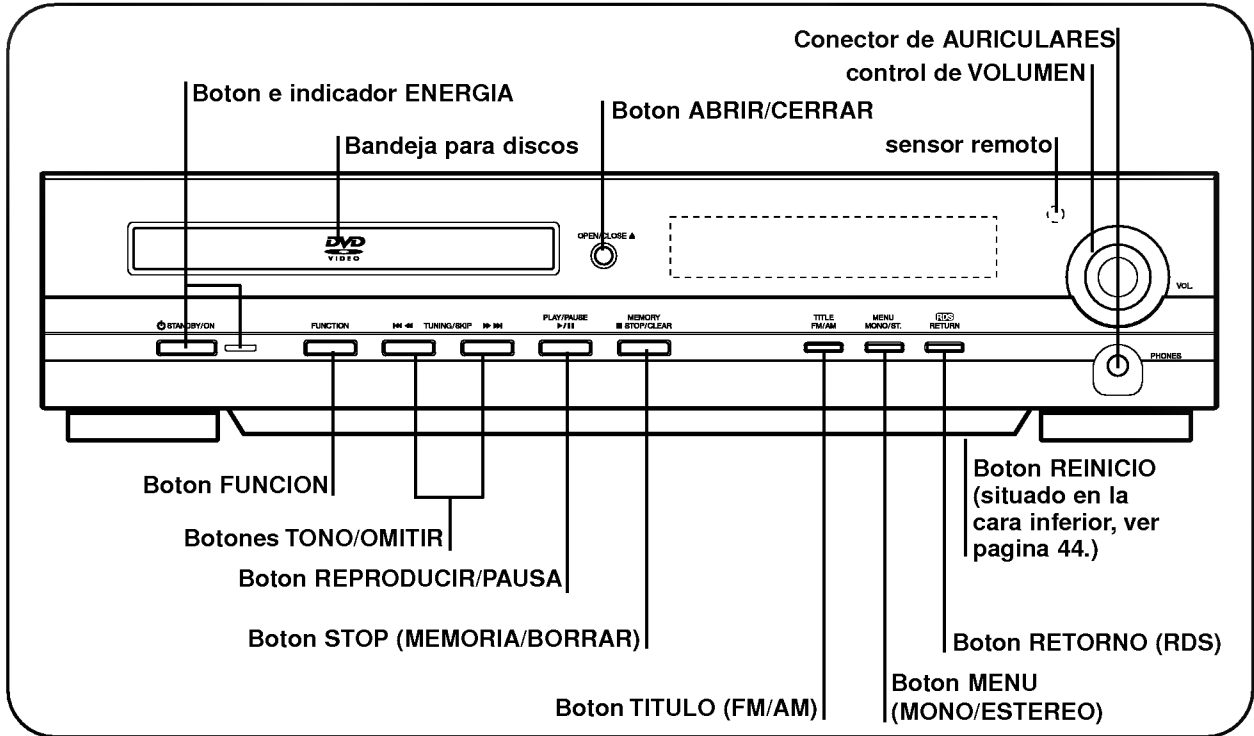 Conector de AURICULARES
control de VOLUMEN
Boton e indicador ENERGIA
Boton ABRIR/CERRAR
Bandeja para discos
sensor remoto
DVD
VIDEO
OPEN/CLOSE ▲
VOL.
⏻ STANDBY/ON
FUNCTION
⏮ ◀◀ TUNING/SKIP ▶▶ ⏭
PLAY/PAUSE
▶/❙❙
MEMORY
■ STOP/CLEAR
TITLE
FM/AM
MENU
MONO/ST.
RDS
RETURN
PHONES
Boton FUNCION
Botones TONO/OMITIR
Boton REPRODUCIR/PAUSA
Boton STOP (MEMORIA/BORRAR)
Boton TITULO (FM/AM)
Boton REINICIO
(situado en la
cara inferior, ver
pagina 44.)
Boton RETORNO (RDS)
Boton MENU
(MONO/ESTEREO)